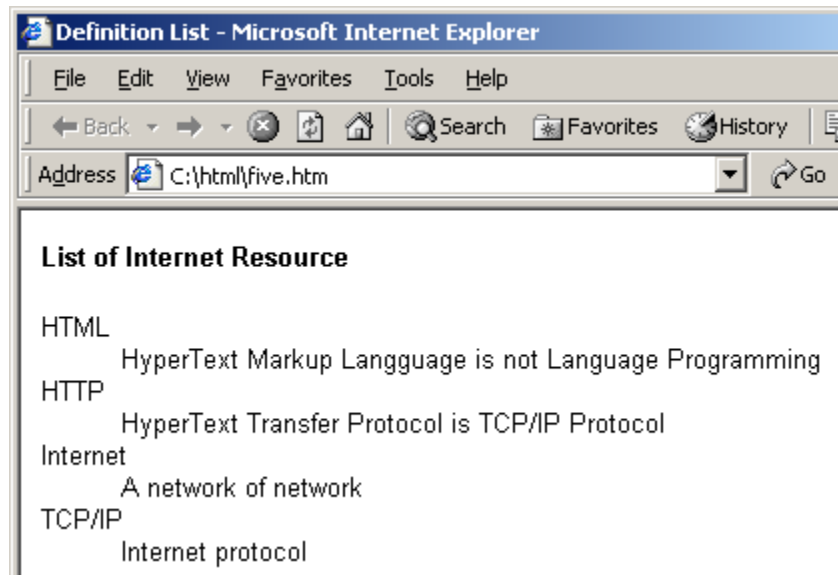 Definition List - Microsoft Internet Explorer
File Edit View Favorites Tools Help
Back Search Favorites History
Address C:\html\five.htm Go
List of Internet Resource
HTML
HyperText Markup Langguage is not Language Programming
HTTP
HyperText Transfer Protocol is TCP/IP Protocol
Internet
A network of network
TCP/IP
Internet protocol